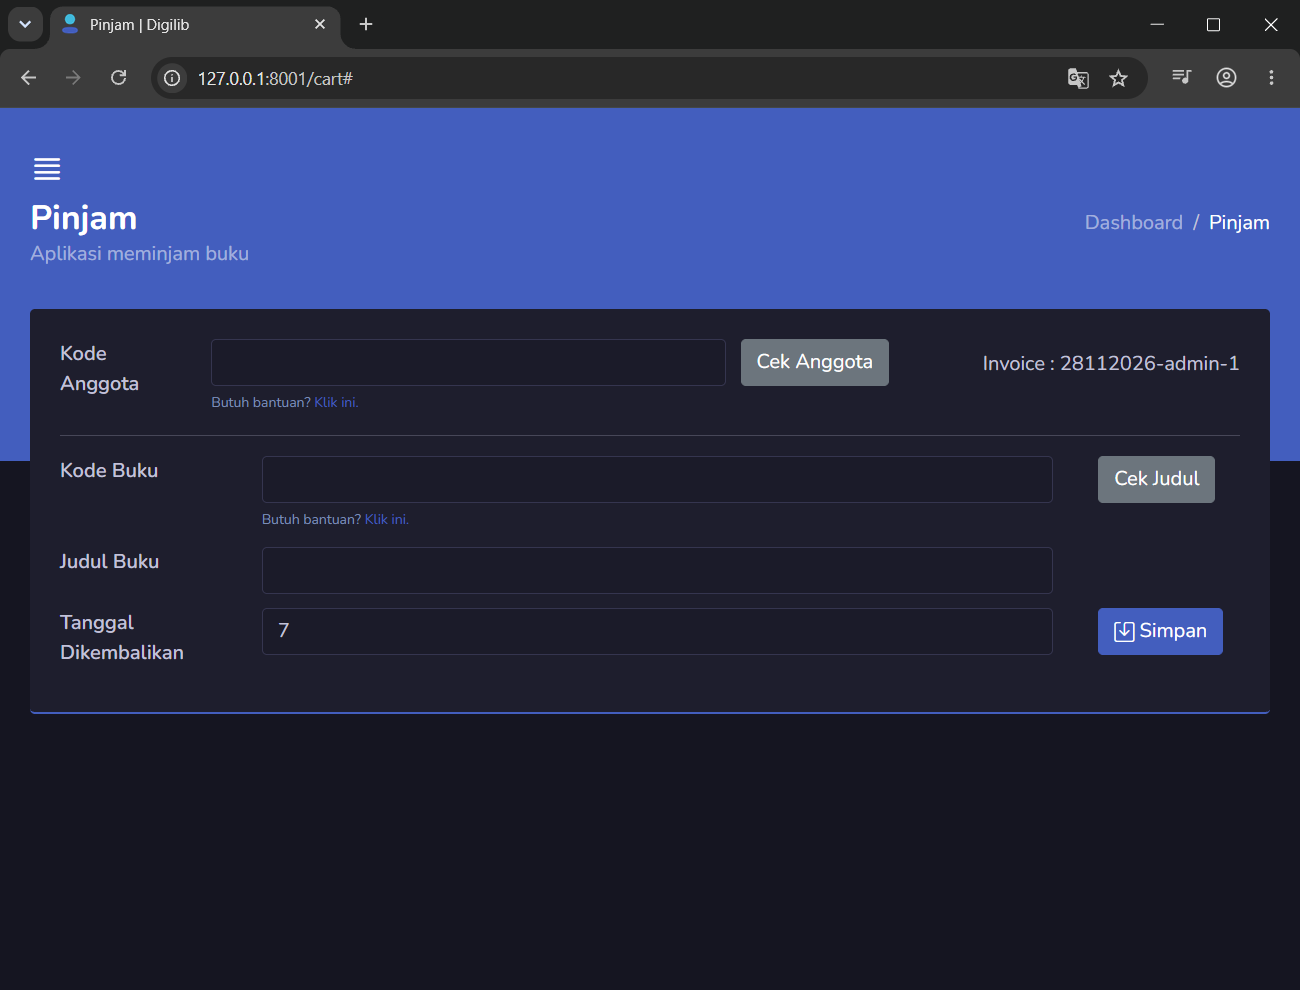 Pinjam | Digilib
127.0.0.1:8001/cart#
Pinjam
Aplikasi meminjam buku
Dashboard / Pinjam
Kode
Anggota
Cek Anggota
Invoice : 28112026-admin-1
Butuh bantuan? Klik ini.
Kode Buku
Cek Judul
Butuh bantuan? Klik ini.
Judul Buku
Tanggal
Dikembalikan
7
Simpan